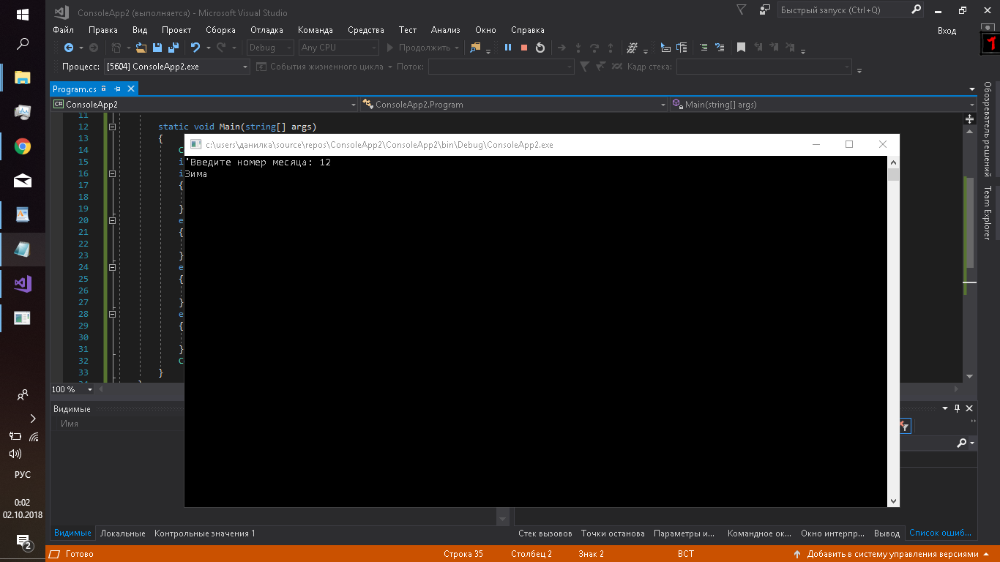 ConsoleApp2 (выполняется) - Microsoft Visual Studio
Быстрый запуск (Ctrl+Q)
Файл Правка Вид Проект Сборка Отладка Команда Средства Тест Анализ Окно Справка
Вход
Debug Any CPU Продолжить
Процесс: [5604] ConsoleApp2.exe События жизненного цикла Поток: Кадр стека:
Program.cs
C# ConsoleApp2 ConsoleApp2.Program Main(string[] args)
Обозреватель решений
Team Explorer
11
12 static void Main(string[] args)
13 {
14 C
15 i
16 i
17 {
18
19 }
20 e
21 {
22
23 }
24 e
25 {
26
27 }
28 e
29 {
30
31 }
32 C
33 }
c:\users\данилка\source\repos\ConsoleApp2\ConsoleApp2\bin\Debug\ConsoleApp2.exe
'Введите номер месяца: 12
Зима
100 %
Видимые
Имя
Видимые Локальные Контрольные значения 1
Стек вызовов Точки останова Параметры и... Командное ок... Окно интерпр... Вывод Список ошиб...
Готово Строка 35 Столбец 2 Знак 2 ВСТ Добавить в систему управления версиями
РУС
0:02
02.10.2018
2